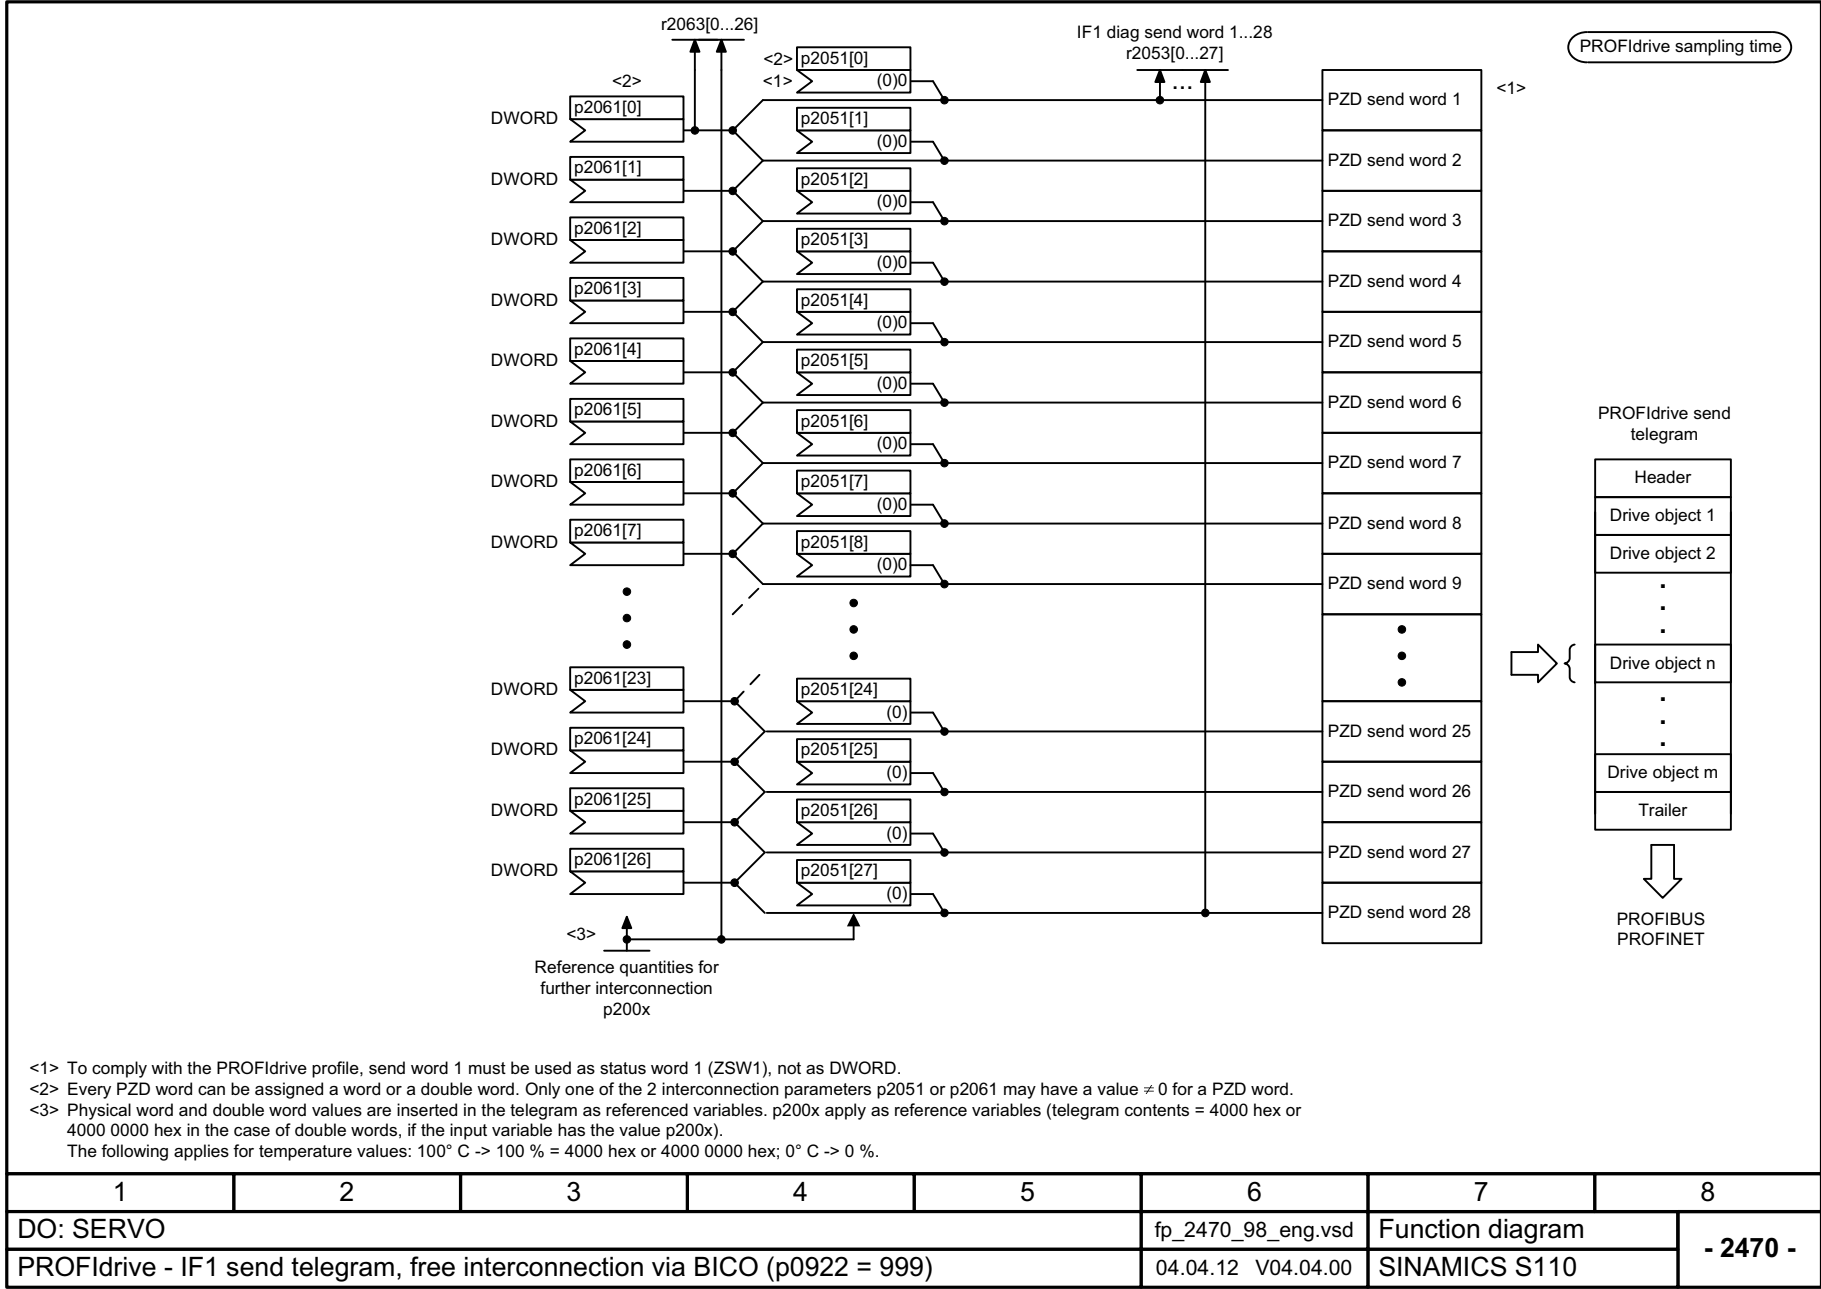 r2063[0...26]
IF1 diag send word 1...28
r2053[0...27]
PROFIdrive sampling time
<2>
<2> p2051[0]
<1> (0)0
...
DWORD p2061[0]
PZD send word 1 <1>
p2051[1]
(0)0
DWORD p2061[1]
PZD send word 2
p2051[2]
(0)0
DWORD p2061[2]
PZD send word 3
p2051[3]
(0)0
DWORD p2061[3]
PZD send word 4
p2051[4]
(0)0
DWORD p2061[4]
PZD send word 5
p2051[5]
(0)0
DWORD p2061[5]
PZD send word 6
p2051[6]
(0)0
DWORD p2061[6]
PZD send word 7
p2051[7]
(0)0
DWORD p2061[7]
PZD send word 8
p2051[8]
(0)0
PZD send word 9
DWORD p2061[23]
p2051[24]
(0)
PZD send word 25
DWORD p2061[24]
p2051[25]
(0)
PZD send word 26
DWORD p2061[25]
p2051[26]
(0)
PZD send word 27
DWORD p2061[26]
p2051[27]
(0)
PZD send word 28
<3>
Reference quantities for
further interconnection
p200x
PROFIdrive send
telegram
Header
Drive object 1
Drive object 2
Drive object n
Drive object m
Trailer
PROFIBUS
PROFINET
<1> To comply with the PROFIdrive profile, send word 1 must be used as status word 1 (ZSW1), not as DWORD.
<2> Every PZD word can be assigned a word or a double word. Only one of the 2 interconnection parameters p2051 or p2061 may have a value ≠ 0 for a PZD word.
<3> Physical word and double word values are inserted in the telegram as referenced variables. p200x apply as reference variables (telegram contents = 4000 hex or
4000 0000 hex in the case of double words, if the input variable has the value p200x).
The following applies for temperature values: 100° C -> 100 % = 4000 hex or 4000 0000 hex; 0° C -> 0 %.
1 2 3 4 5 6 7 8
DO: SERVO
fp_2470_98_eng.vsd
Function diagram
- 2470 -
PROFIdrive - IF1 send telegram, free interconnection via BICO (p0922 = 999)
04.04.12 V04.04.00
SINAMICS S110